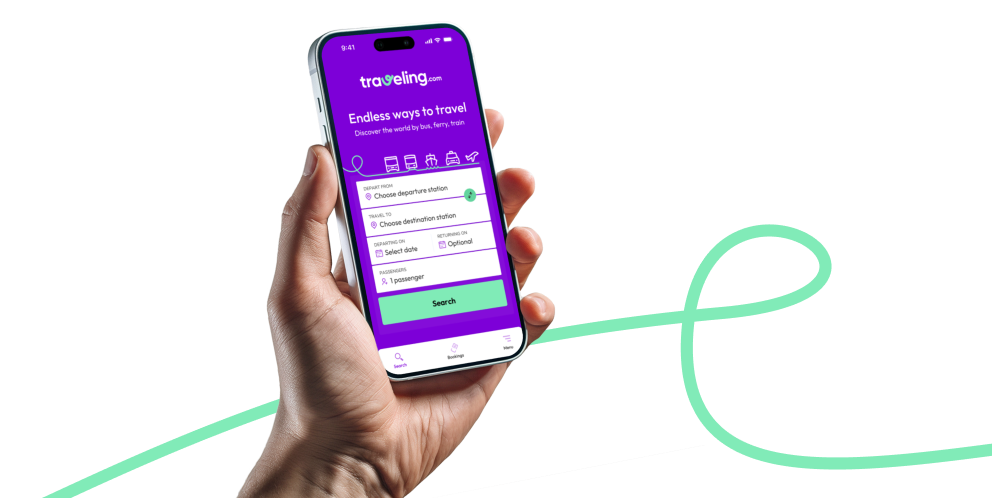 9:41
traveling.com
Endless ways to travel
Discover the world by bus, ferry, train
DEPART FROM
Choose departure station
TRAVEL TO
Choose destination station
DEPARTING ON
Select date
RETURNING ON
Optional
PASSENGERS
1 passenger
Search
Search
Bookings
Menu